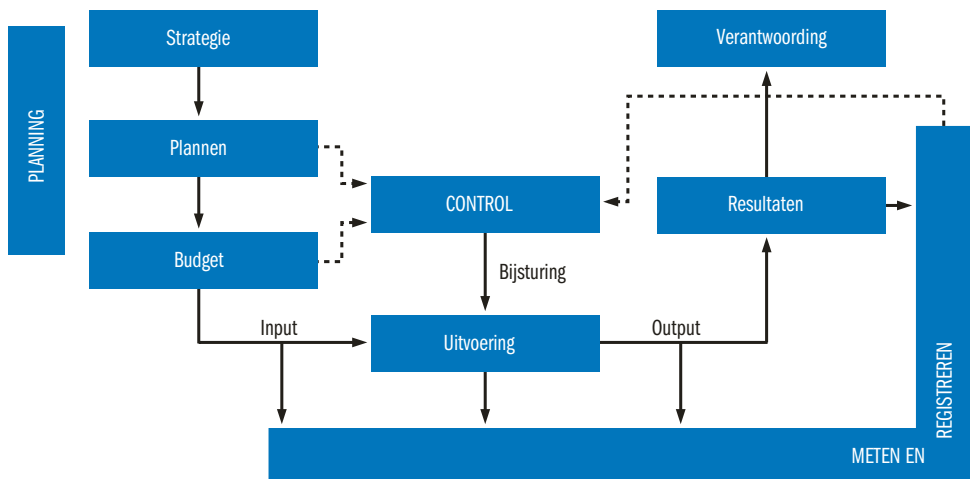 PLANNING
Strategie
Plannen
Budget
Input
CONTROL
Bijsturing
Uitvoering
Output
Verantwoording
Resultaten
METEN EN
REGISTREREN